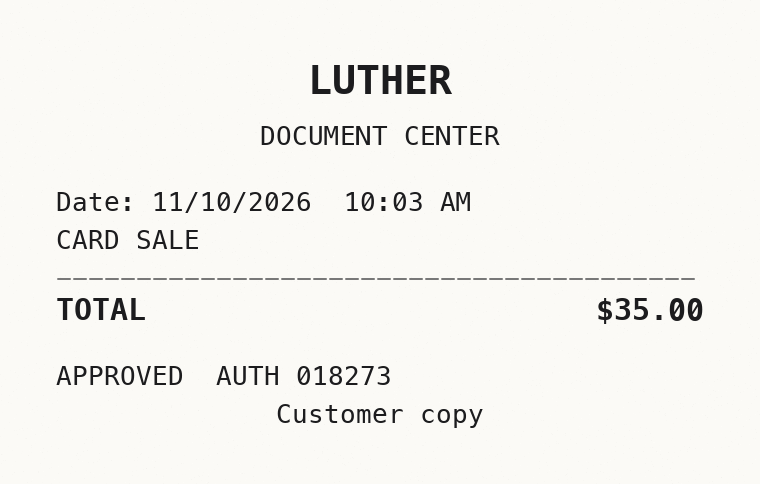 LUTHER
DOCUMENT CENTER
Date: 11/10/2026  10:03 AM
CARD SALE
----------------------------------------
TOTAL $35.00
APPROVED  AUTH 018273
Customer copy